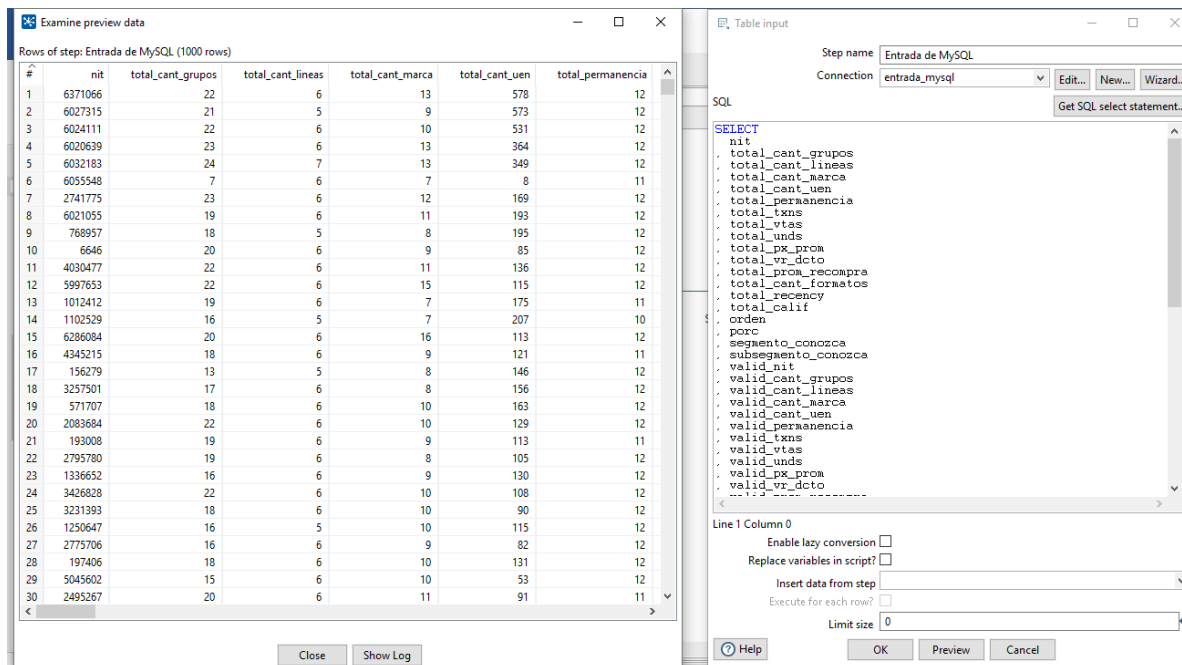 Examine preview data
Rows of step: Entrada de MySQL (1000 rows)
# nit total_cant_grupos total_cant_lineas total_cant_marca total_cant_uen total_permanencia
1 6371066 22 6 13 578 12
2 6027315 21 5 9 573 12
3 6024111 22 6 10 531 12
4 6020639 23 6 13 364 12
5 6032183 24 7 13 349 12
6 6055548 7 6 7 8 11
7 2741775 23 6 12 169 12
8 6021055 19 6 11 193 12
9 768957 18 5 8 195 12
10 6646 20 6 9 85 12
11 4030477 22 6 11 136 12
12 5997653 22 6 15 115 12
13 1012412 19 6 7 175 11
14 1102529 16 5 7 207 10
15 6286084 20 6 16 113 12
16 4345215 18 6 9 121 11
17 156279 13 5 8 146 12
18 3257501 17 6 8 156 12
19 571707 18 6 10 163 12
20 2083684 22 6 10 129 12
21 193008 19 6 9 113 11
22 2795780 19 6 8 105 12
23 1336652 16 6 9 130 12
24 3426828 22 6 10 108 12
25 3231393 18 6 10 90 12
26 1250647 16 5 10 115 12
27 2775706 16 6 9 82 12
28 197406 18 6 10 131 12
29 5045602 15 6 10 53 12
30 2495267 20 6 11 91 11
Close Show Log
Table input
Step name Entrada de MySQL
Connection entrada_mysql Edit... New... Wizard..
SQL
Get SQL select statement..
SELECT
nit
, total_cant_grupos
, total_cant_lineas
, total_cant_marca
, total_cant_uen
, total_permanencia
, total_txns
, total_vtas
, total_unds
, total_px_prom
, total_vr_dcto
, total_prom_recompra
, total_cant_formatos
, total_recency
, total_calif
, orden
, porc
, segmento_conozca
, subsegmento_conozca
, valid_nit
, valid_cant_grupos
, valid_cant_lineas
, valid_cant_marca
, valid_cant_uen
, valid_permanencia
, valid_txns
, valid_vtas
, valid_unds
, valid_px_prom
, valid_vr_dcto
Line 1 Column 0
Enable lazy conversion
Replace variables in script?
Insert data from step
Execute for each row?
Limit size 0
Help OK Preview Cancel